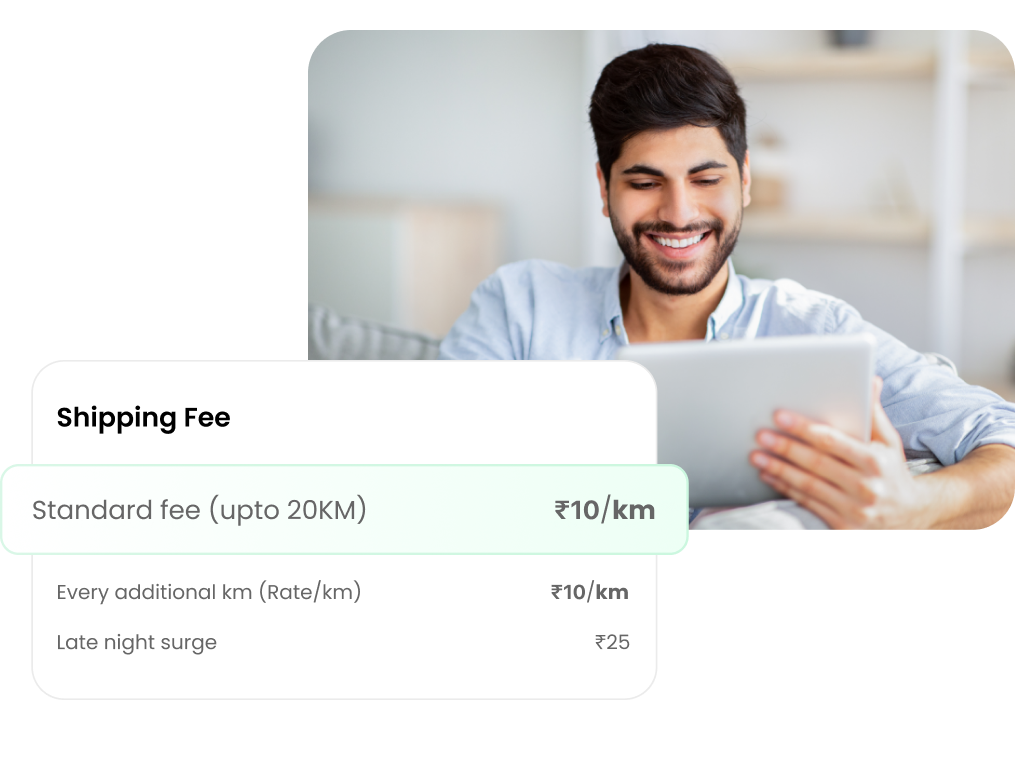 Shipping Fee
Standard fee (upto 20KM) ₹10/km
Every additional km (Rate/km) ₹10/km
Late night surge ₹25